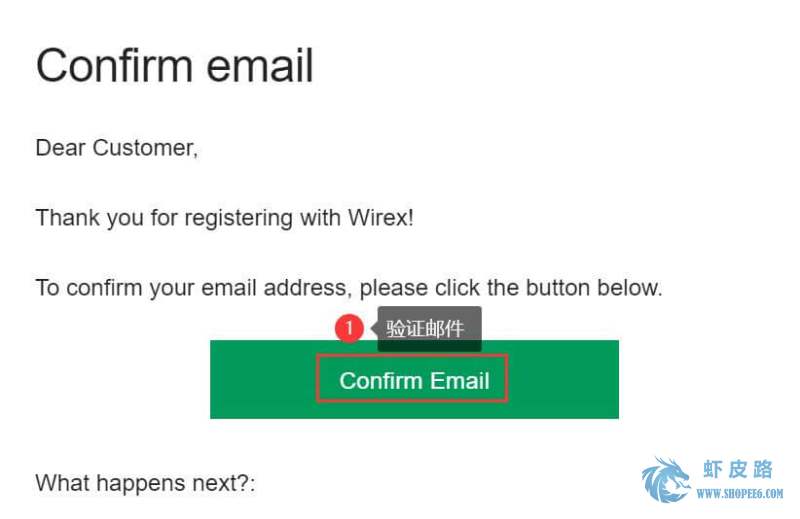 Confirm email
Dear Customer,
Thank you for registering with Wirex!
To confirm your email address, please click the button below.
1 验证邮件
Confirm Email
What happens next?:
虾皮路
WWW.SHOPEE6.COM